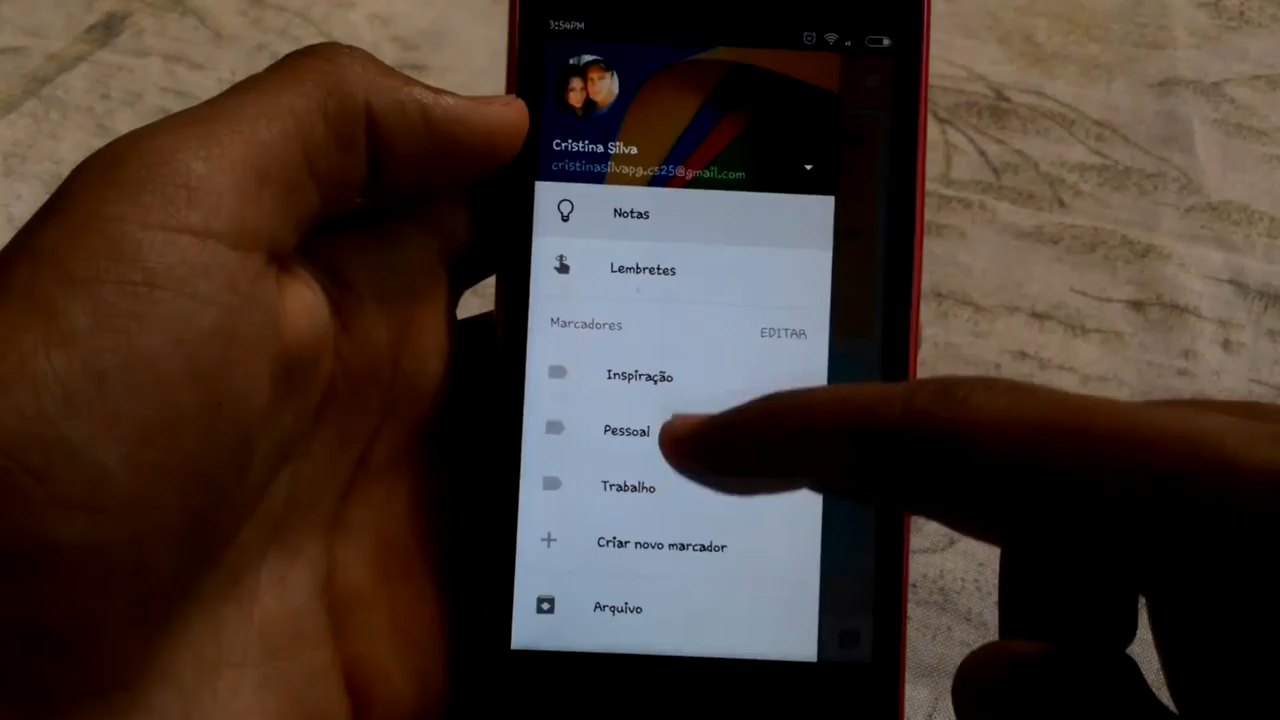 3:54PM
Cristina Silva
cristinasilvapg.cs25@gmail.com
Notas
Lembretes
Marcadores
EDITAR
Inspiração
Pessoal
Trabalho
Criar novo marcador
Arquivo